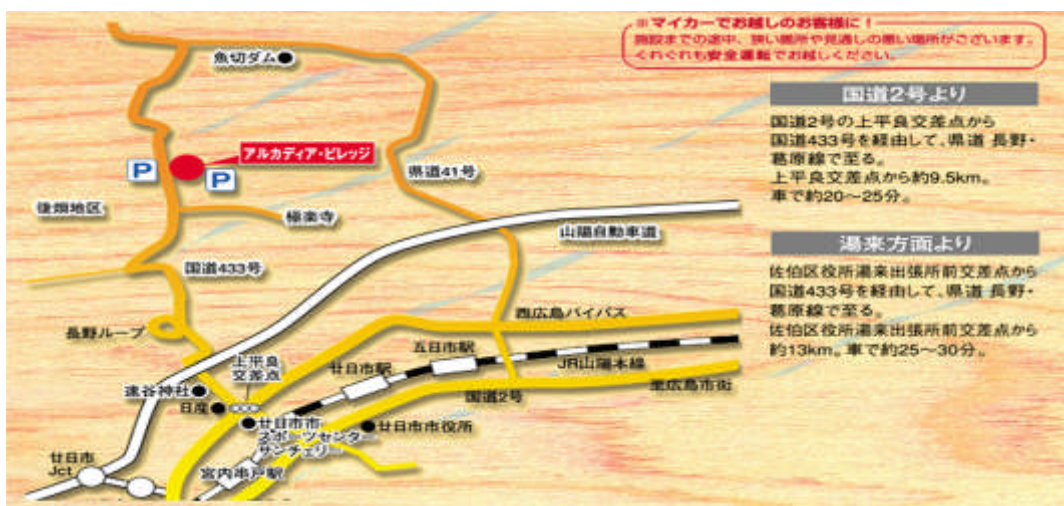 ※マイカーでお越しのお客様に！
施設までの途中、狭い場所や見通しの悪い場所がございます。
くれぐれも安全運転でお越しください。
国道2号より
国道2号の上平良交差点から
国道433号を経由して、県道 長野・
葛原線で至る。
上平良交差点から約9.5km。
車で約20～25分。
湯来方面より
佐伯区役所湯来出張所前交差点から
国道433号を経由して、県道 長野・
葛原線で至る。
佐伯区役所湯来出張所前交差点から
約13km。車で約25～30分。
魚切ダム
アルカディア・ビレッジ
P
P
県道41号
後畑地区
極楽寺
山陽自動車道
国道433号
長野ループ
西広島バイパス
上平良
交差点
五日市駅
廿日市駅
JR山陽本線
速谷神社
国道2号
至広島市街
日産
廿日市市
スポーツセンター
サンチェリー
廿日市市役所
廿日市
Jct
宮内串戸駅